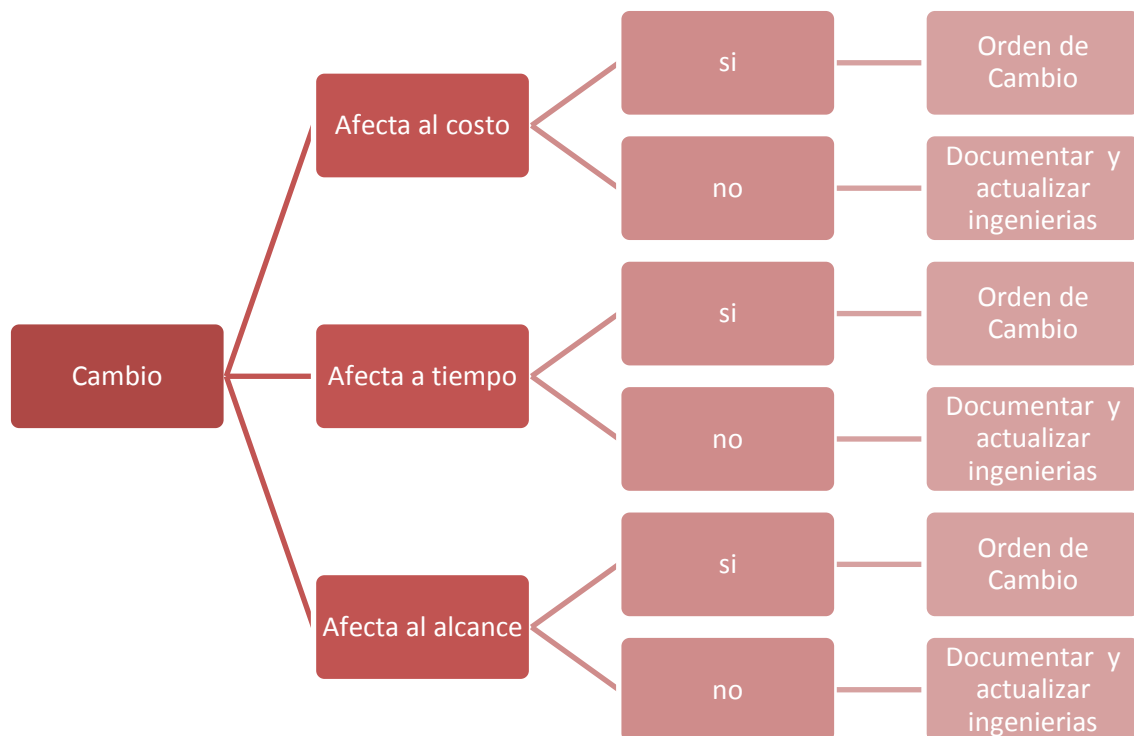 Cambio
Afecta al costo
si
Orden de
Cambio
no
Documentar y
actualizar
ingenierias
Afecta a tiempo
si
Orden de
Cambio
no
Documentar y
actualizar
ingenierias
Afecta al alcance
si
Orden de
Cambio
no
Documentar y
actualizar
ingenierias